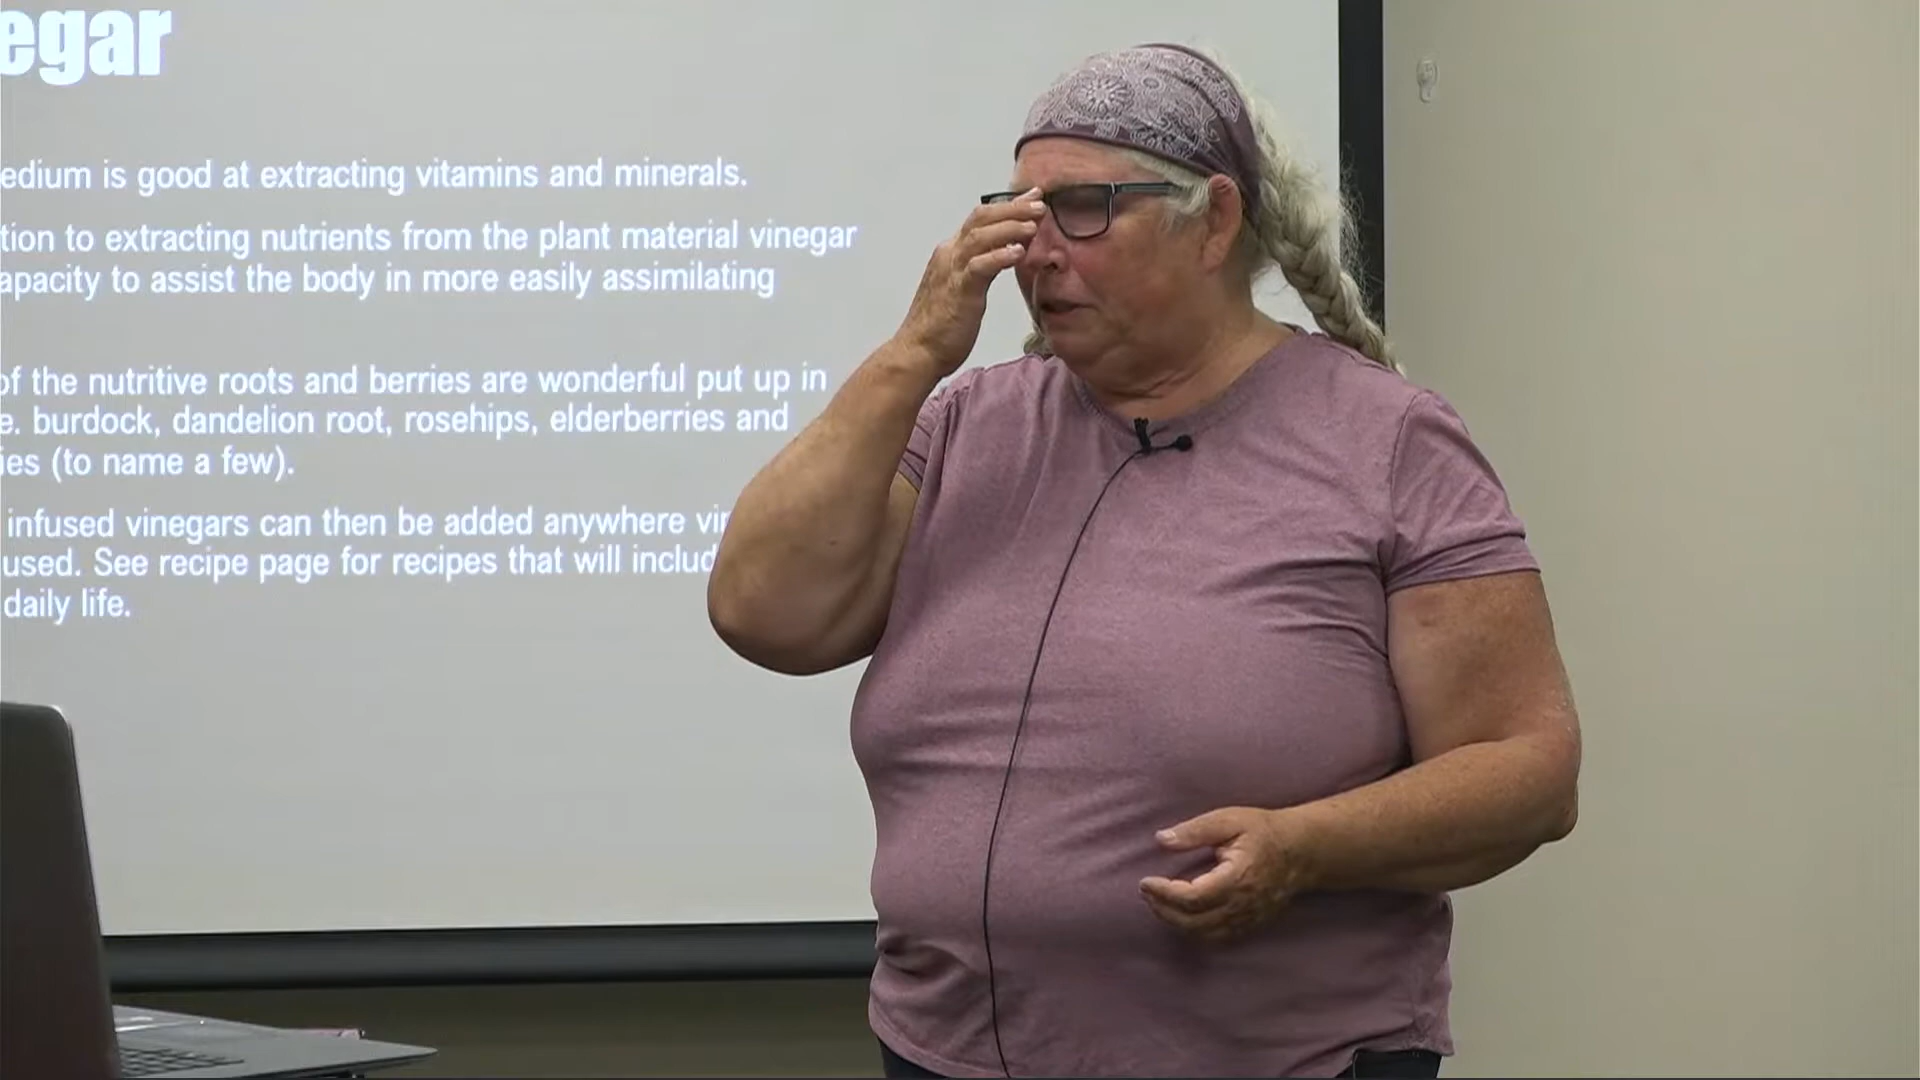 egar
edium is good at extracting vitamins and minerals.
tion to extracting nutrients from the plant material vinegar
apacity to assist the body in more easily assimilating
of the nutritive roots and berries are wonderful put up in
e. burdock, dandelion root, rosehips, elderberries and
ies (to name a few).
infused vinegars can then be added anywhere vin
used. See recipe page for recipes that will includ
daily life.